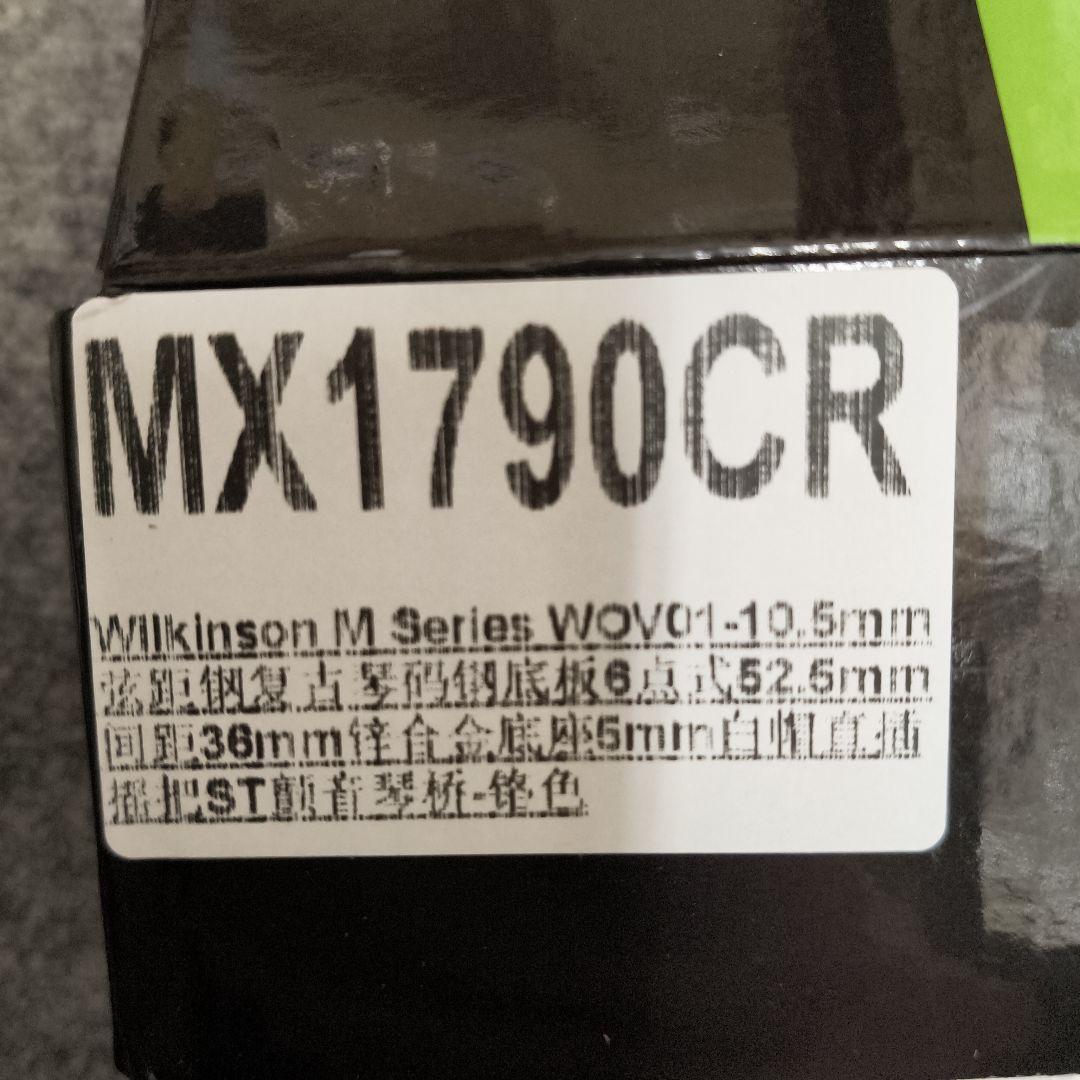 MX1790CR
Wilkinson M Series WOV01-10.5mm
弦距钢复古琴码钢底板6点式52.5mm
间距36mm锌合金底座5mm白帽直插
摇把ST颤音琴桥-铬色